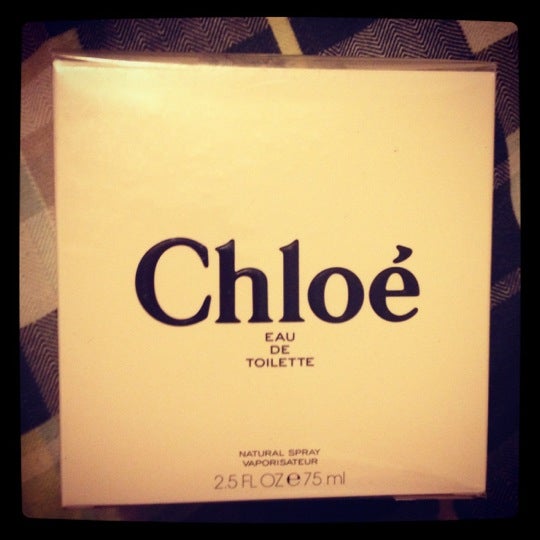 Chloé
EAU
DE
TOILETTE
NATURAL SPRAY
VAPORISATEUR
2.5 FL OZ ℮ 75 ml